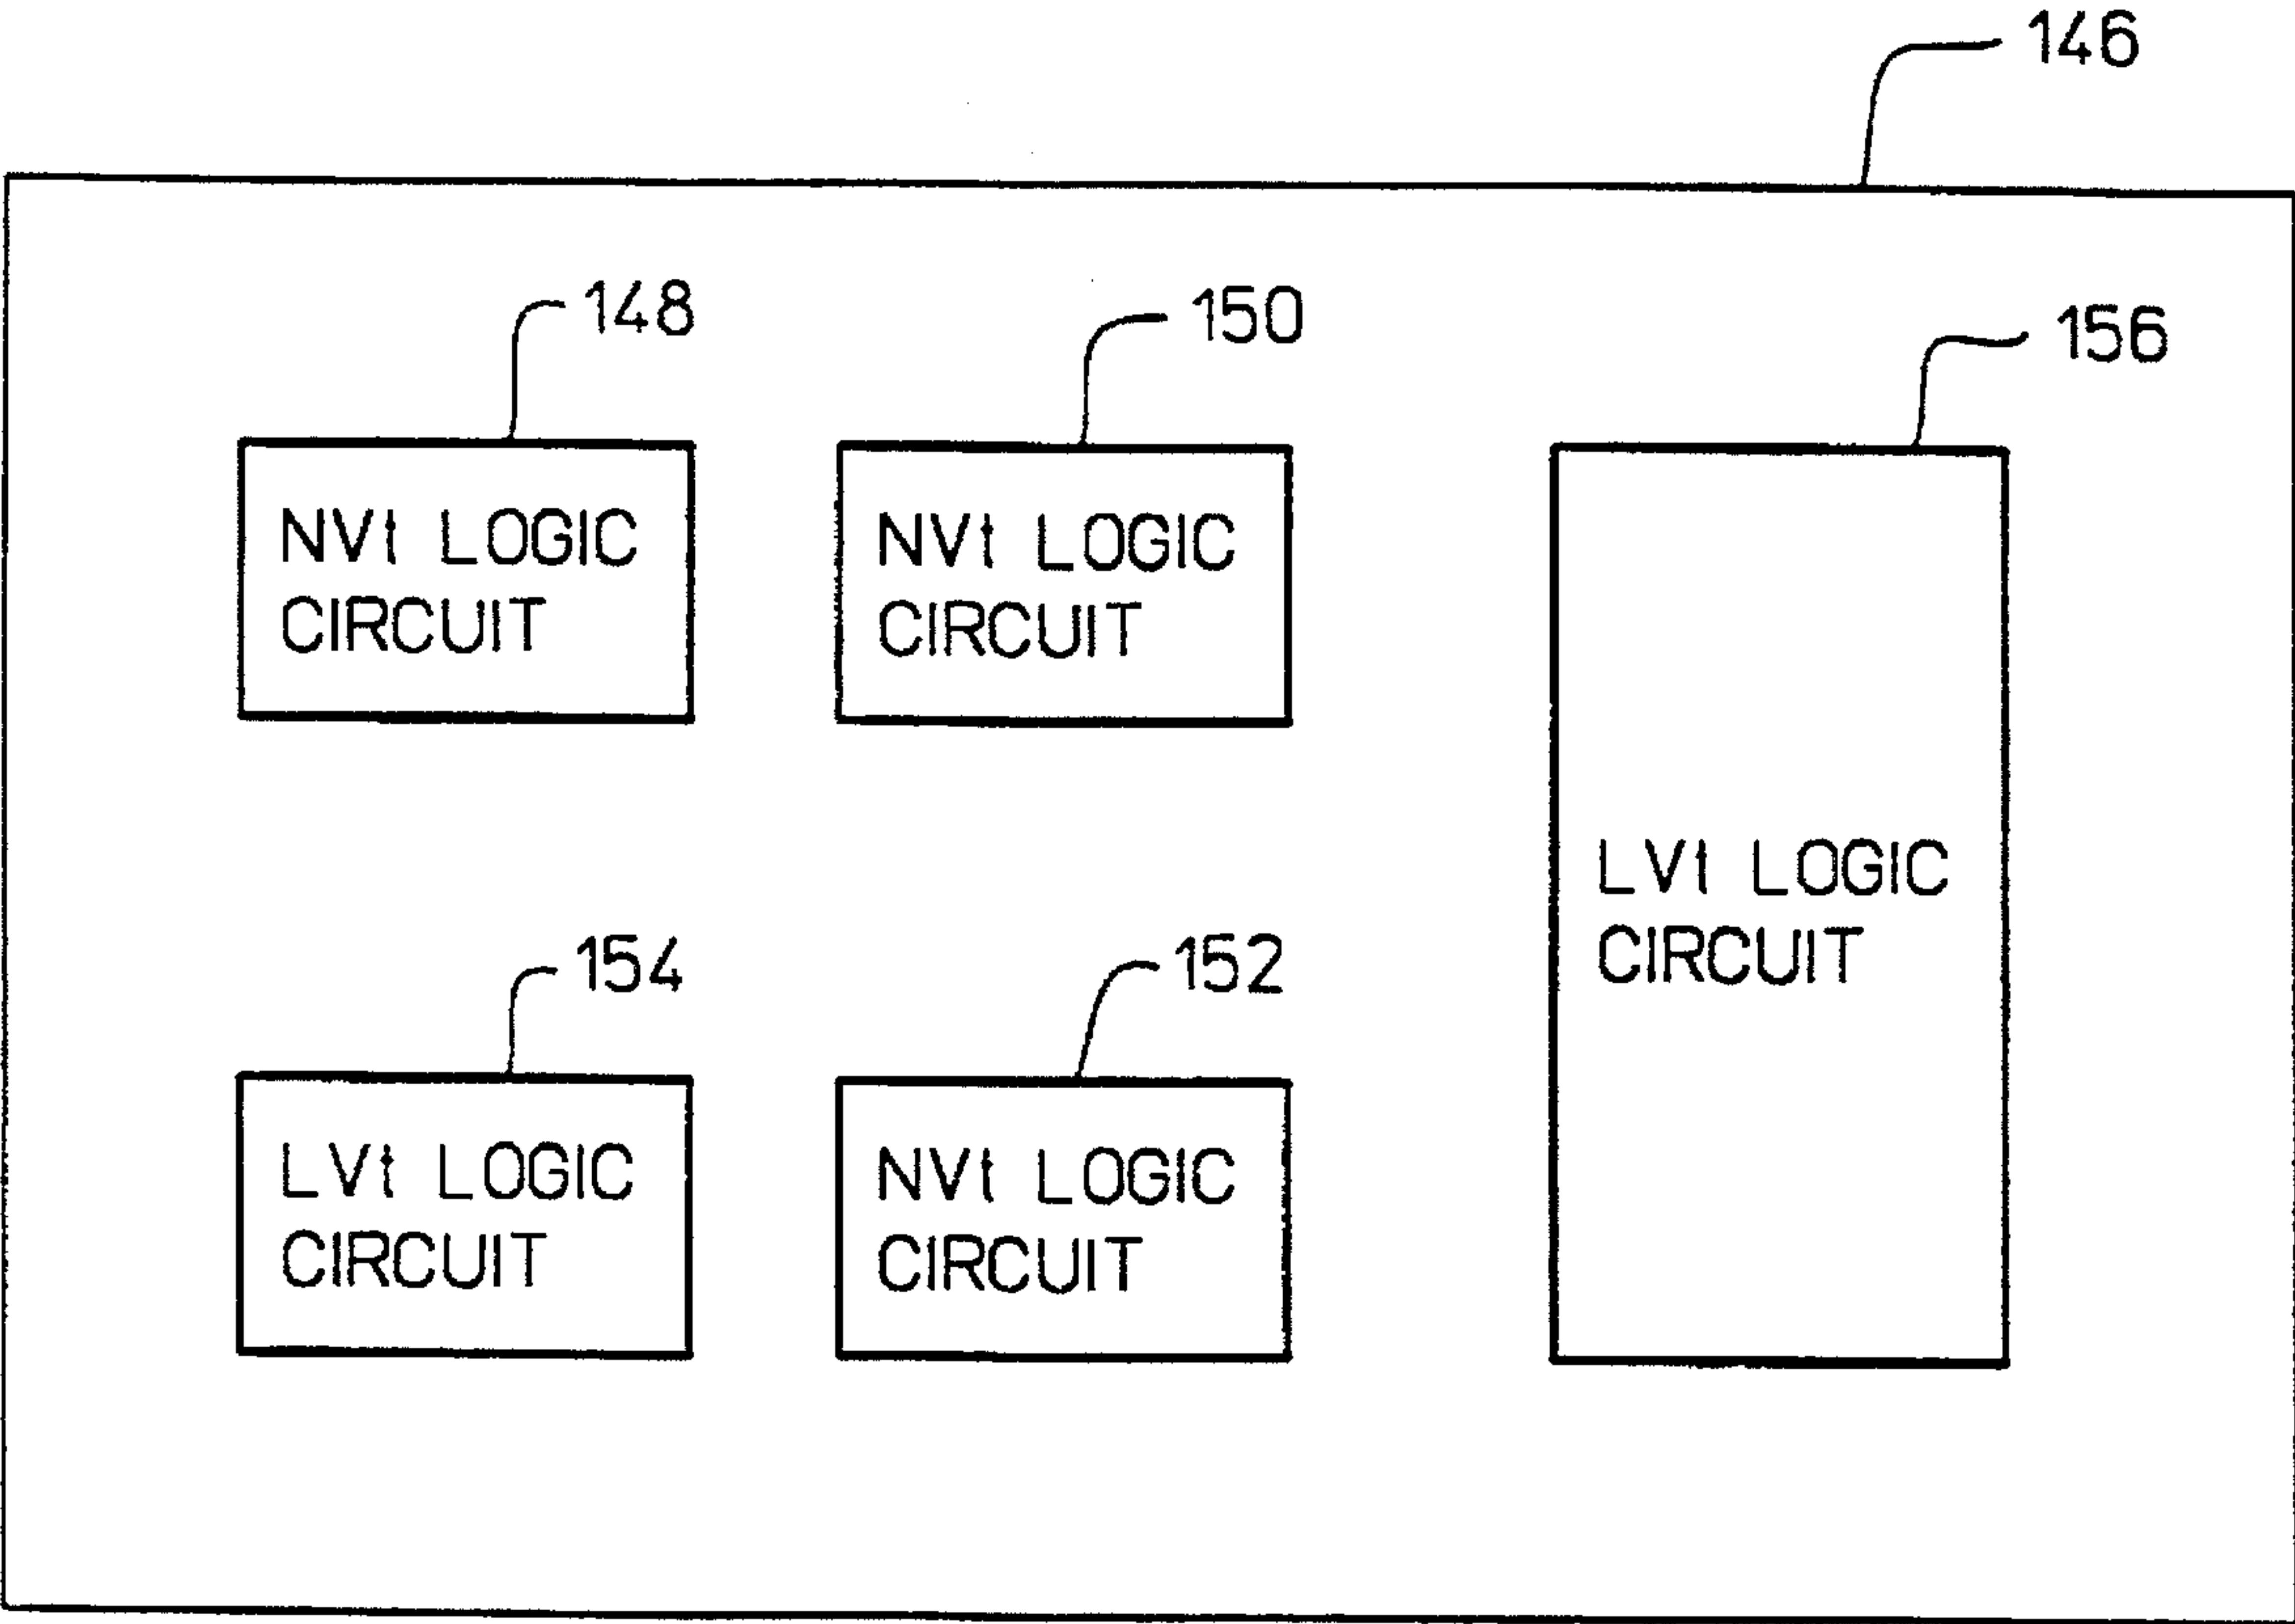 146
148
150
156
NVt LOGIC
CIRCUIT
NVt LOGIC
CIRCUIT
LVt LOGIC
CIRCUIT
154
152
LVt LOGIC
CIRCUIT
NVt LOGIC
CIRCUIT